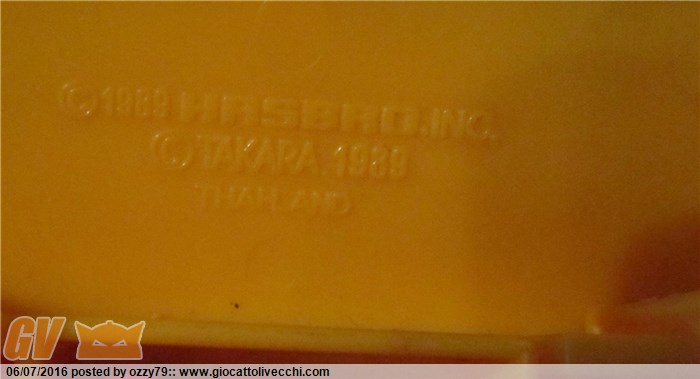 ©1989 HASBRO.INC.
©TAKARA.1989
THAILAND
GV
06/07/2016 posted by ozzy79:: www.giocattolivecchi.com